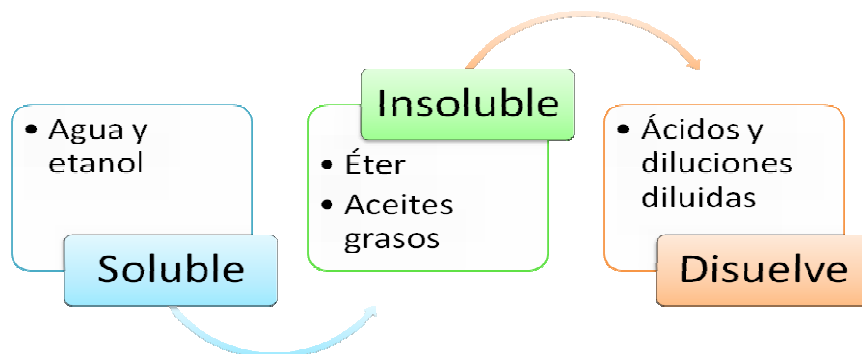 • Agua y
etanol
Soluble
Insoluble
• Éter
• Aceites
grasos
• Ácidos y
diluciones
diluidas
Disuelve